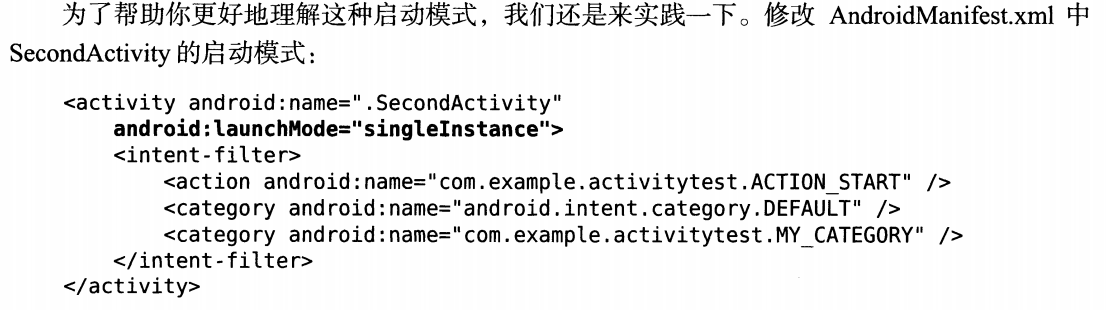 为了帮助你更好地理解这种启动模式，我们还是来实践一下。修改 AndroidManifest.xml 中
SecondActivity 的启动模式：
<activity android:name=".SecondActivity"
    android:launchMode="singleInstance">
    <intent-filter>
        <action android:name="com.example.activitytest.ACTION_START" />
        <category android:name="android.intent.category.DEFAULT" />
        <category android:name="com.example.activitytest.MY_CATEGORY" />
    </intent-filter>
</activity>